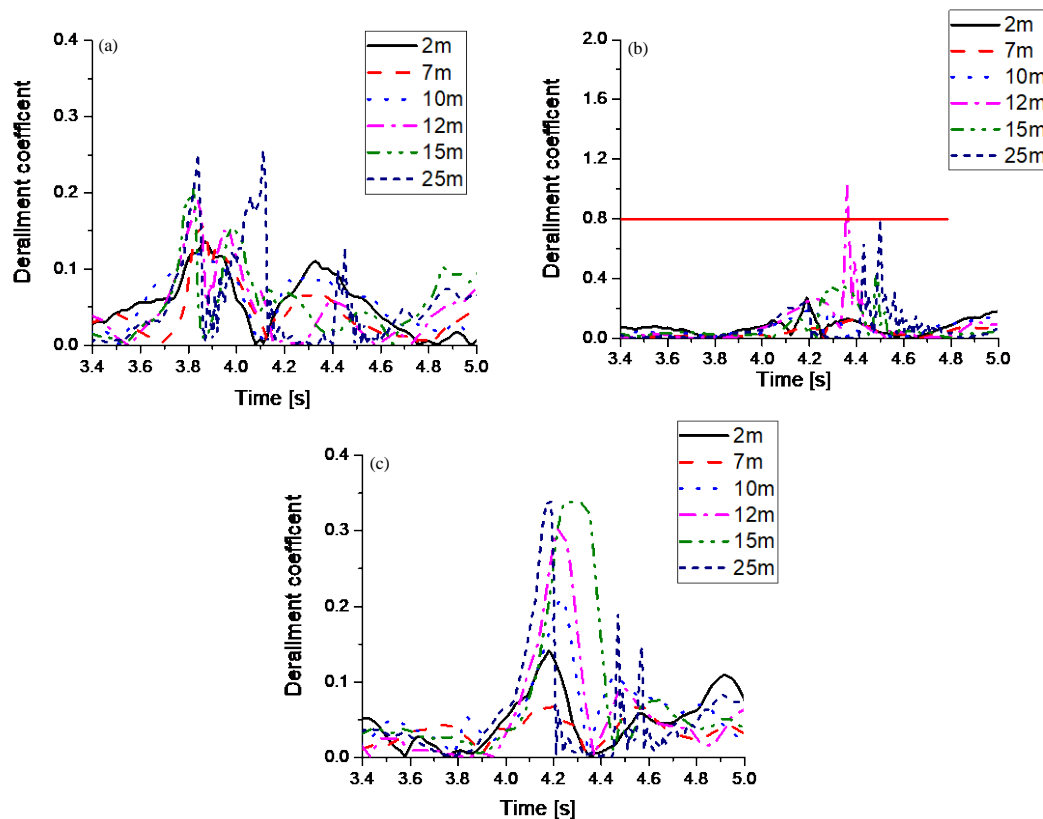 (a)
0.4
0.3
0.2
0.1
0.0
Derallment coefficent
3.4 3.6 3.8 4.0 4.2 4.4 4.6 4.8 5.0
Time [s]
2m
7m
10m
12m
15m
25m
(b)
2.0
1.6
1.2
0.8
0.4
0.0
Derallment coefficent
3.4 3.6 3.8 4.0 4.2 4.4 4.6 4.8 5.0
Time [s]
2m
7m
10m
12m
15m
25m
(c)
0.4
0.3
0.2
0.1
0.0
Derallment coefficent
3.4 3.6 3.8 4.0 4.2 4.4 4.6 4.8 5.0
Time [s]
2m
7m
10m
12m
15m
25m